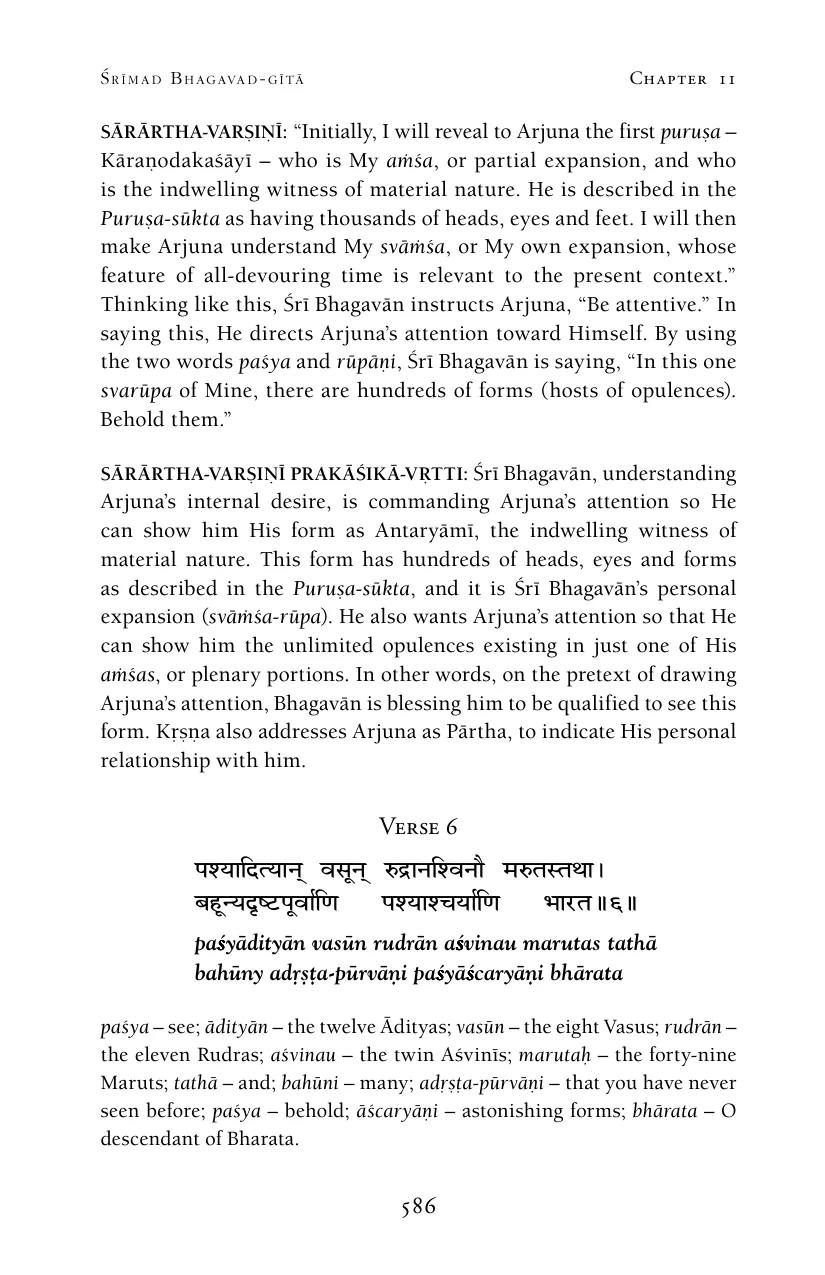 Śrīmad Bhagavad-gītā Chapter 11
SĀRĀRTHA-VARṢIṆĪ: “Initially, I will reveal to Arjuna the first puruṣa –
Kāraṇodakaśāyī – who is My aṁśa, or partial expansion, and who
is the indwelling witness of material nature. He is described in the
Puruṣa-sūkta as having thousands of heads, eyes and feet. I will then
make Arjuna understand My svāṁśa, or My own expansion, whose
feature of all-devouring time is relevant to the present context.”
Thinking like this, Śrī Bhagavān instructs Arjuna, “Be attentive.” In
saying this, He directs Arjuna’s attention toward Himself. By using
the two words paśya and rūpāṇi, Śrī Bhagavān is saying, “In this one
svarūpa of Mine, there are hundreds of forms (hosts of opulences).
Behold them.”
SĀRĀRTHA-VARṢIṆĪ PRAKĀŚIKĀ-VṚTTI: Śrī Bhagavān, understanding
Arjuna’s internal desire, is commanding Arjuna’s attention so He
can show him His form as Antaryāmī, the indwelling witness of
material nature. This form has hundreds of heads, eyes and forms
as described in the Puruṣa-sūkta, and it is Śrī Bhagavān’s personal
expansion (svāṁśa-rūpa). He also wants Arjuna’s attention so that He
can show him the unlimited opulences existing in just one of His
aṁśas, or plenary portions. In other words, on the pretext of drawing
Arjuna’s attention, Bhagavān is blessing him to be qualified to see this
form. Kṛṣṇa also addresses Arjuna as Pārtha, to indicate His personal
relationship with him.
Verse 6
पश्यादित्यान् वसून् रुद्रानश्विनौ मरुतस्तथा।
बहून्यदृष्टपूर्वाणि पश्याश्चर्याणि भारत॥६॥
paśyādityān vasūn rudrān aśvinau marutas tathā
bahūny adṛṣṭa-pūrvāṇi paśyāścaryāṇi bhārata
paśya – see; ādityān – the twelve Ādityas; vasūn – the eight Vasus; rudrān –
the eleven Rudras; aśvinau – the twin Aśvinīs; marutaḥ – the forty-nine
Maruts; tathā – and; bahūni – many; adṛṣṭa-pūrvāṇi – that you have never
seen before; paśya – behold; āścaryāṇi – astonishing forms; bhārata – O
descendant of Bharata.
586